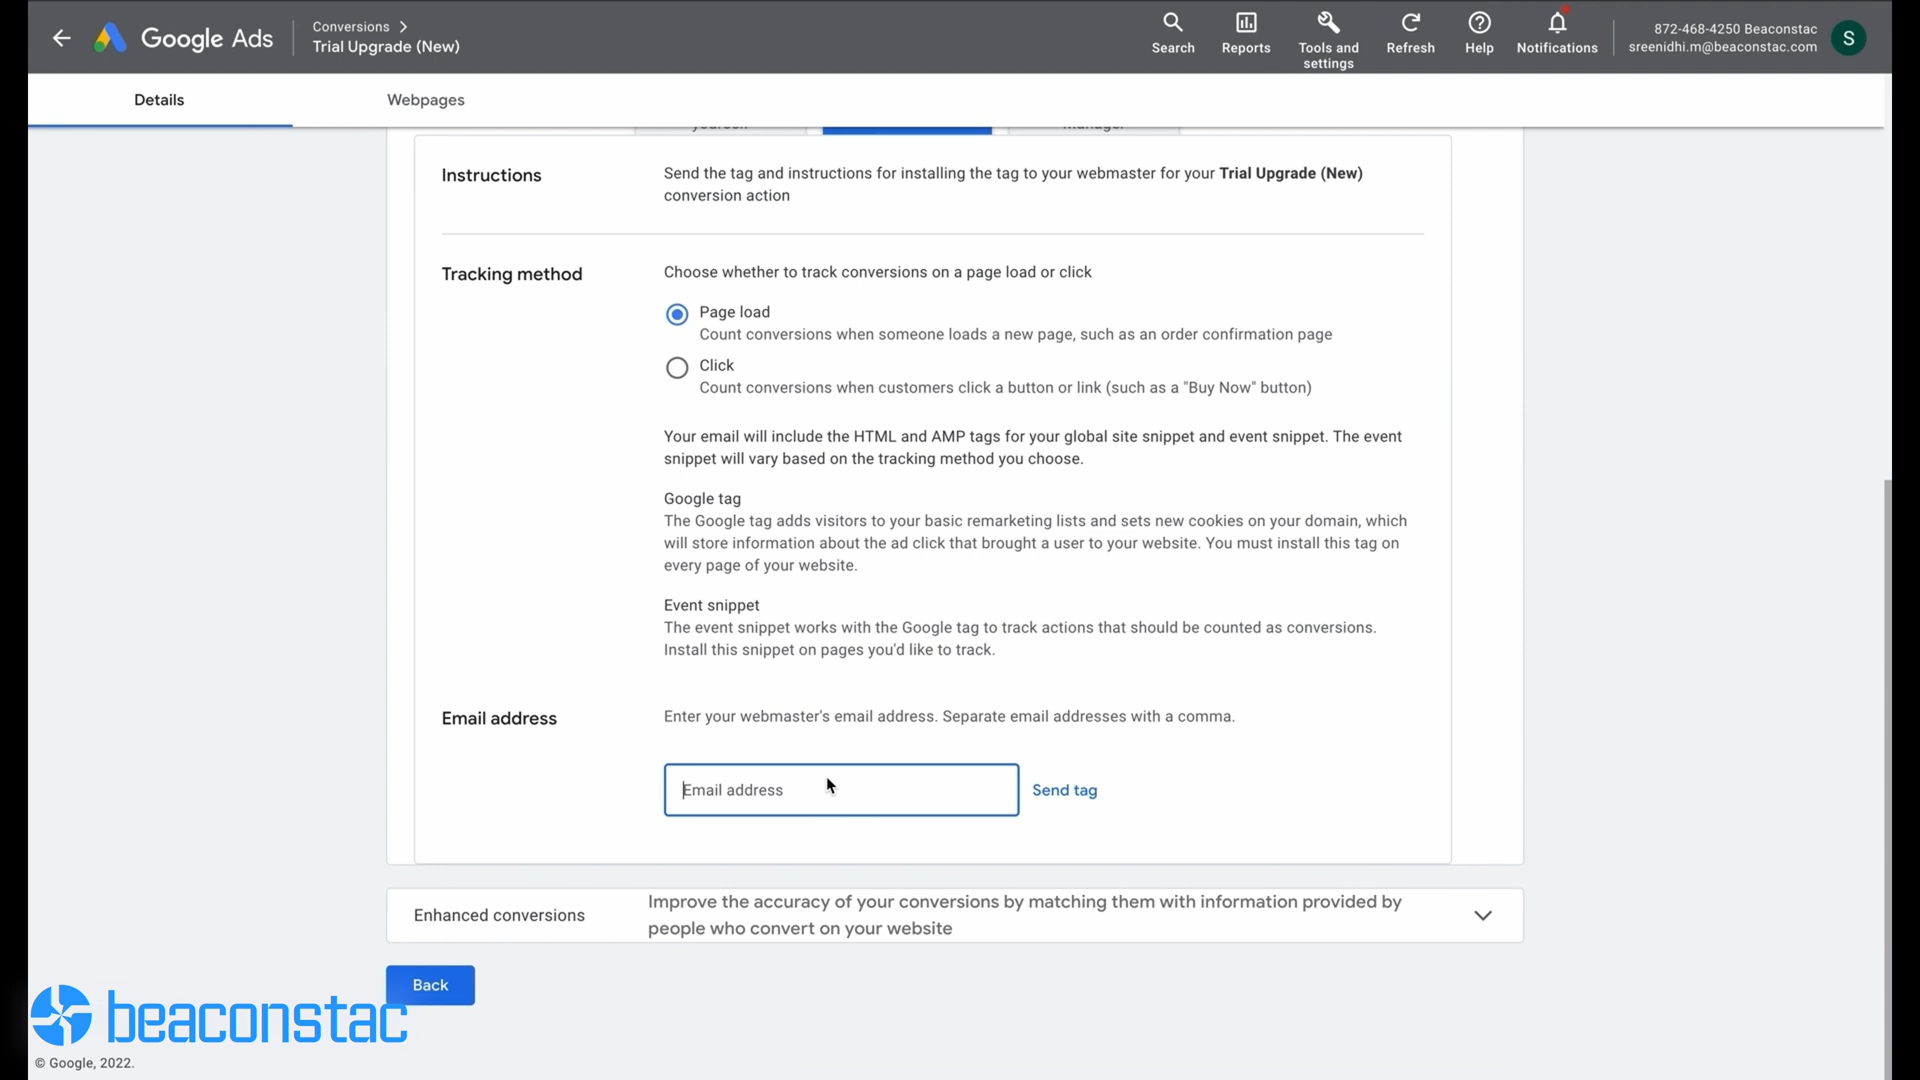 Google Ads
Conversions
Trial Upgrade (New)
Search
Reports
Tools and
settings
Refresh
Help
Notifications
872-468-4250 Beaconstac
sreenidhi.m@beaconstac.com
S
Details
Webpages
yourself
Manager
Instructions
Send the tag and instructions for installing the tag to your webmaster for your Trial Upgrade (New)
conversion action
Tracking method
Choose whether to track conversions on a page load or click
Page load
Count conversions when someone loads a new page, such as an order confirmation page
Click
Count conversions when customers click a button or link (such as a "Buy Now" button)
Your email will include the HTML and AMP tags for your global site snippet and event snippet. The event
snippet will vary based on the tracking method you choose.
Google tag
The Google tag adds visitors to your basic remarketing lists and sets new cookies on your domain, which
will store information about the ad click that brought a user to your website. You must install this tag on
every page of your website.
Event snippet
The event snippet works with the Google tag to track actions that should be counted as conversions.
Install this snippet on pages you'd like to track.
Email address
Enter your webmaster's email address. Separate email addresses with a comma.
Email address
Send tag
Enhanced conversions
Improve the accuracy of your conversions by matching them with information provided by
people who convert on your website
Back
beaconstac
© Google, 2022.